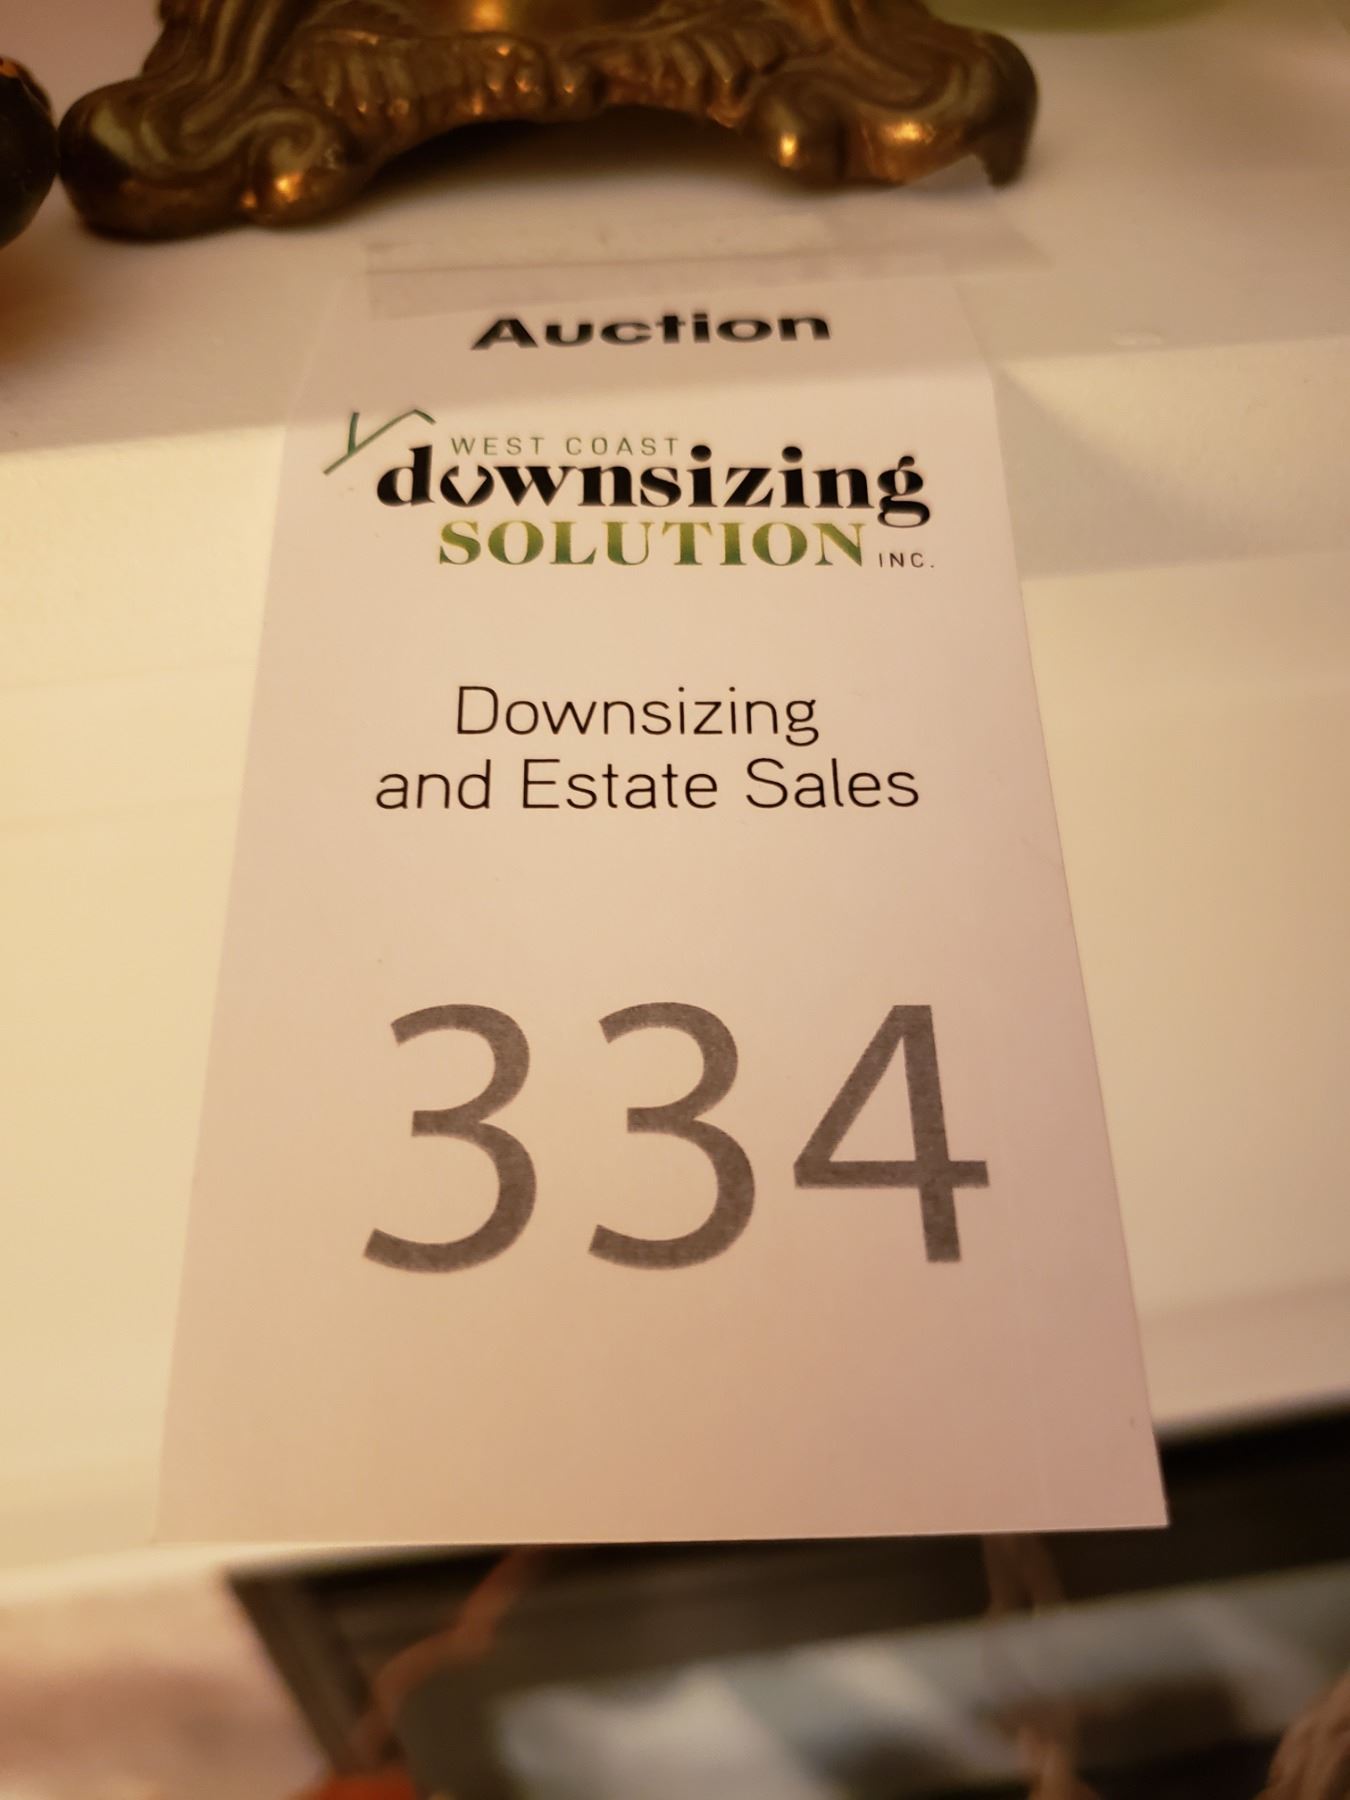 Auction
WEST COAST
downsizing
SOLUTION INC.
Downsizing
and Estate Sales
334